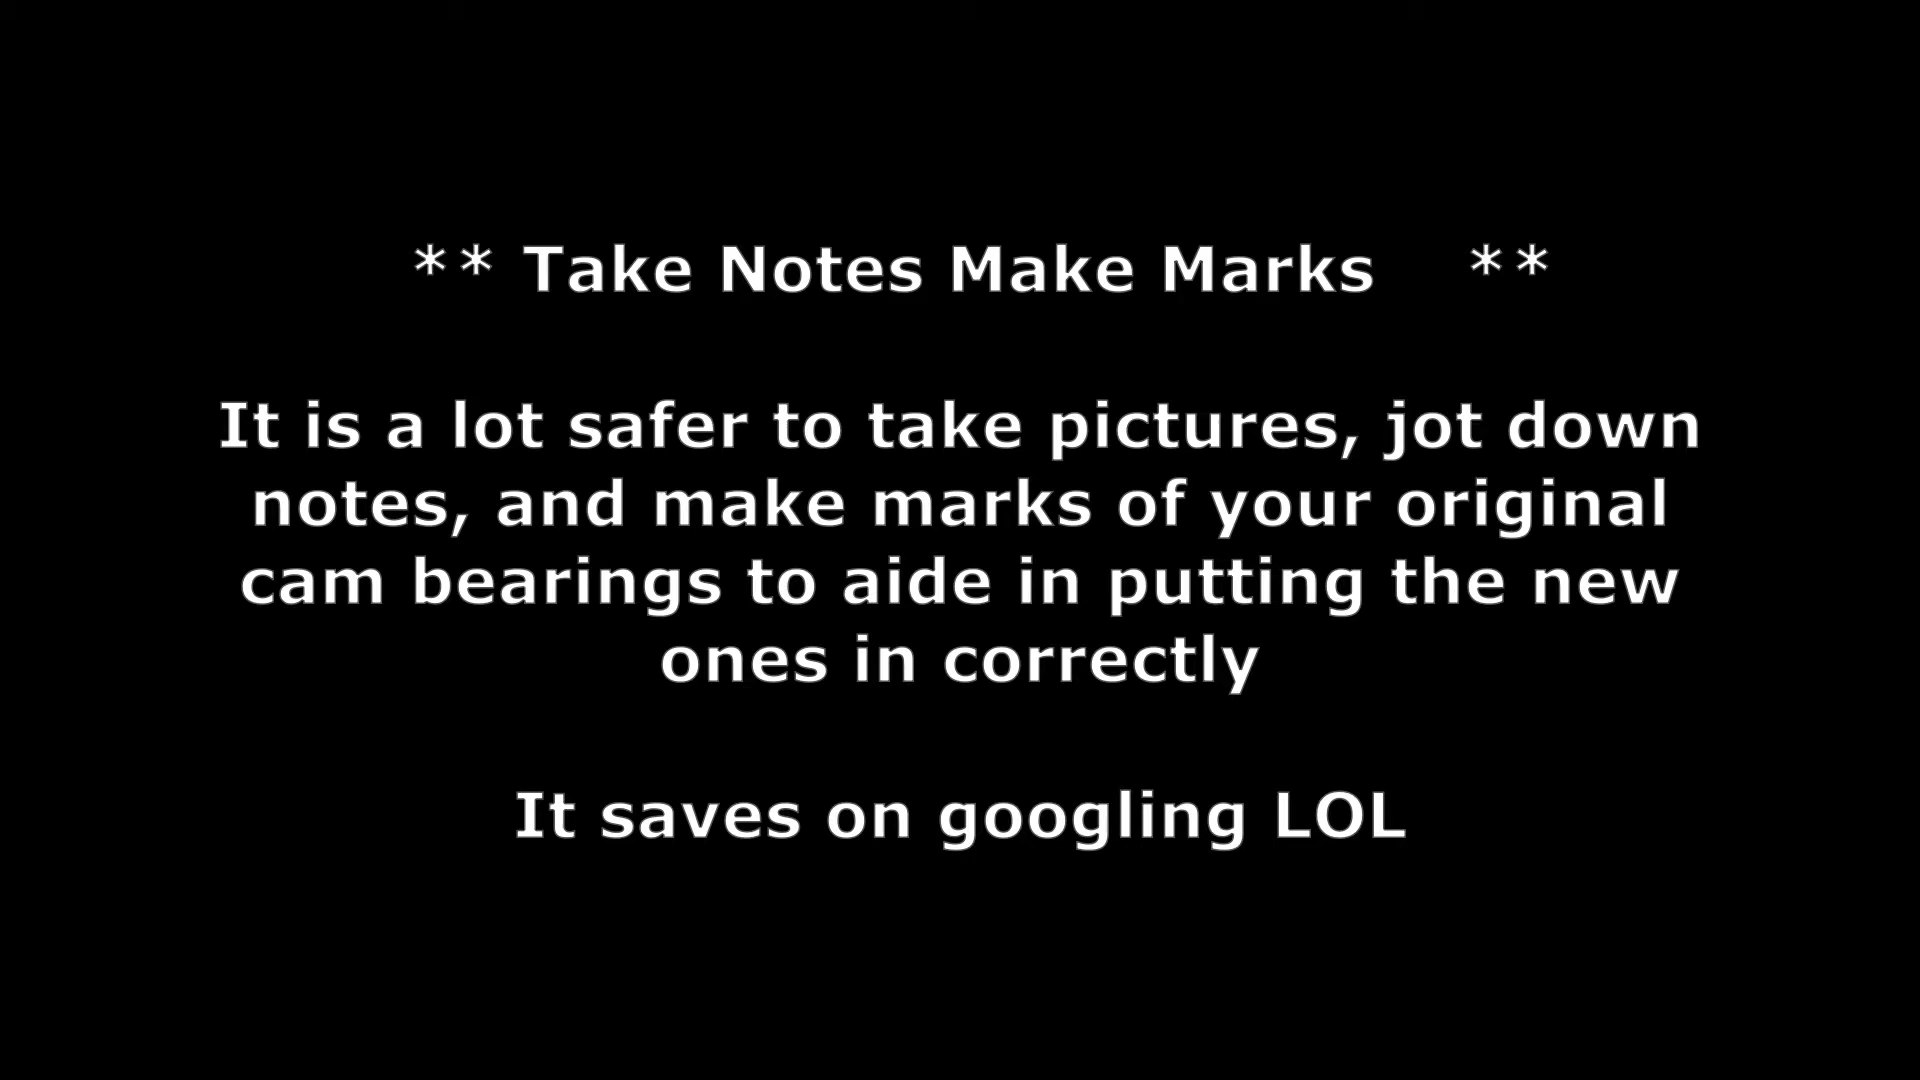 ** Take Notes Make Marks **
It is a lot safer to take pictures, jot down
notes, and make marks of your original
cam bearings to aide in putting the new
ones in correctly
It saves on googling LOL